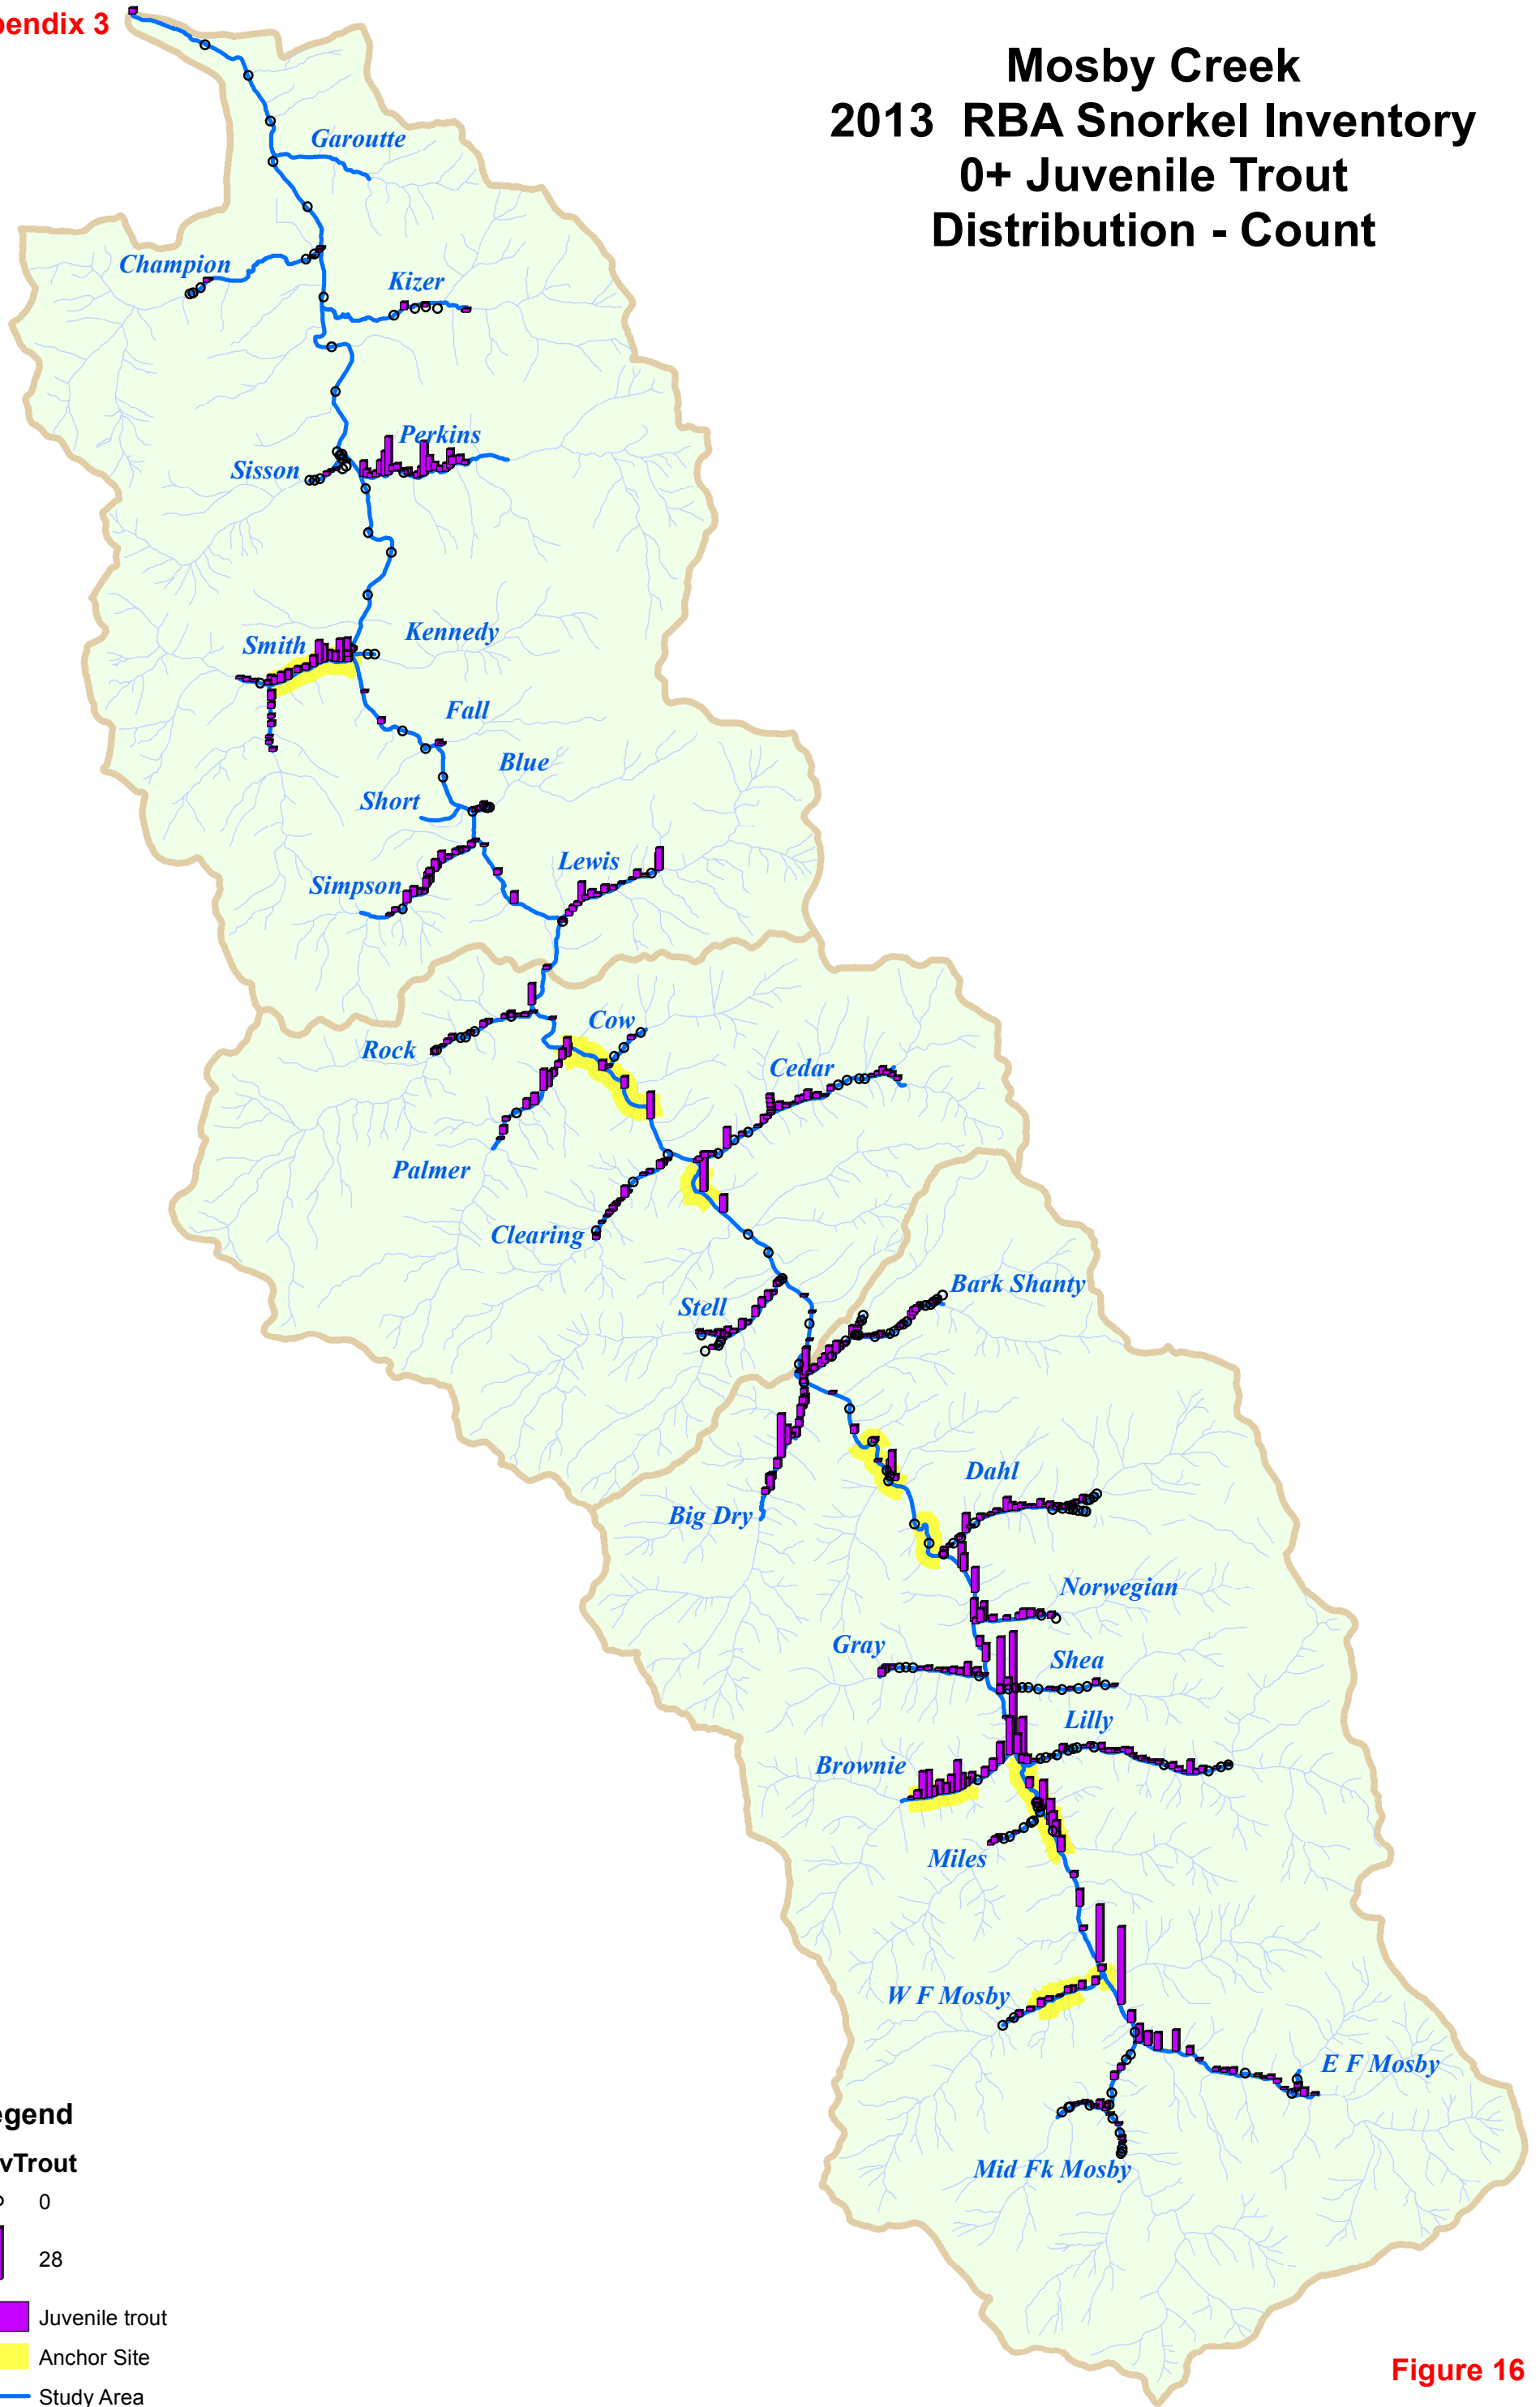 pendix 3
Mosby Creek
2013 RBA Snorkel Inventory
0+ Juvenile Trout
Distribution - Count
Garoutte
Champion
Kizer
Perkins
Sisson
Smith
Kennedy
Fall
Blue
Short
Lewis
Simpson
Cow
Rock
Cedar
Palmer
Clearing
Bark Shanty
Stell
Dahl
Big Dry
Norwegian
Gray
Shea
Lilly
Brownie
Miles
W F Mosby
E F Mosby
Mid Fk Mosby
egend
vTrout
0
28
Juvenile trout
Anchor Site
Study Area
Figure 16